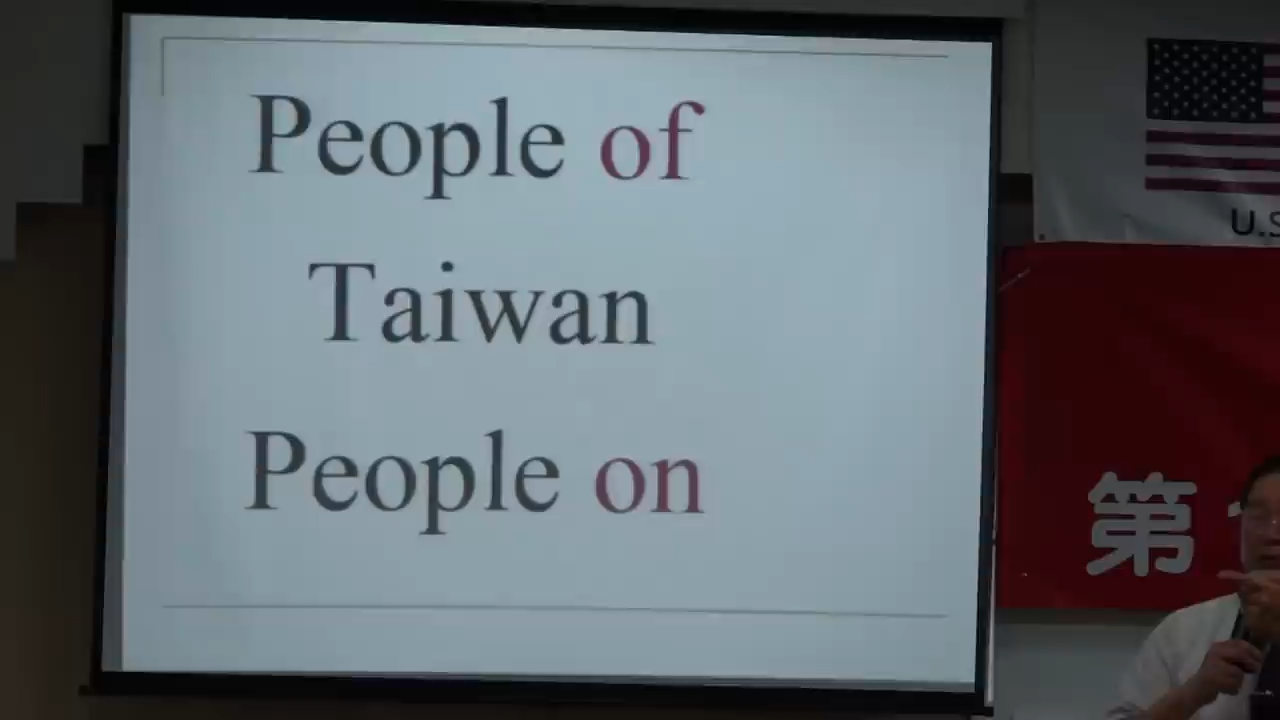 People of
Taiwan
People on
U.S
第